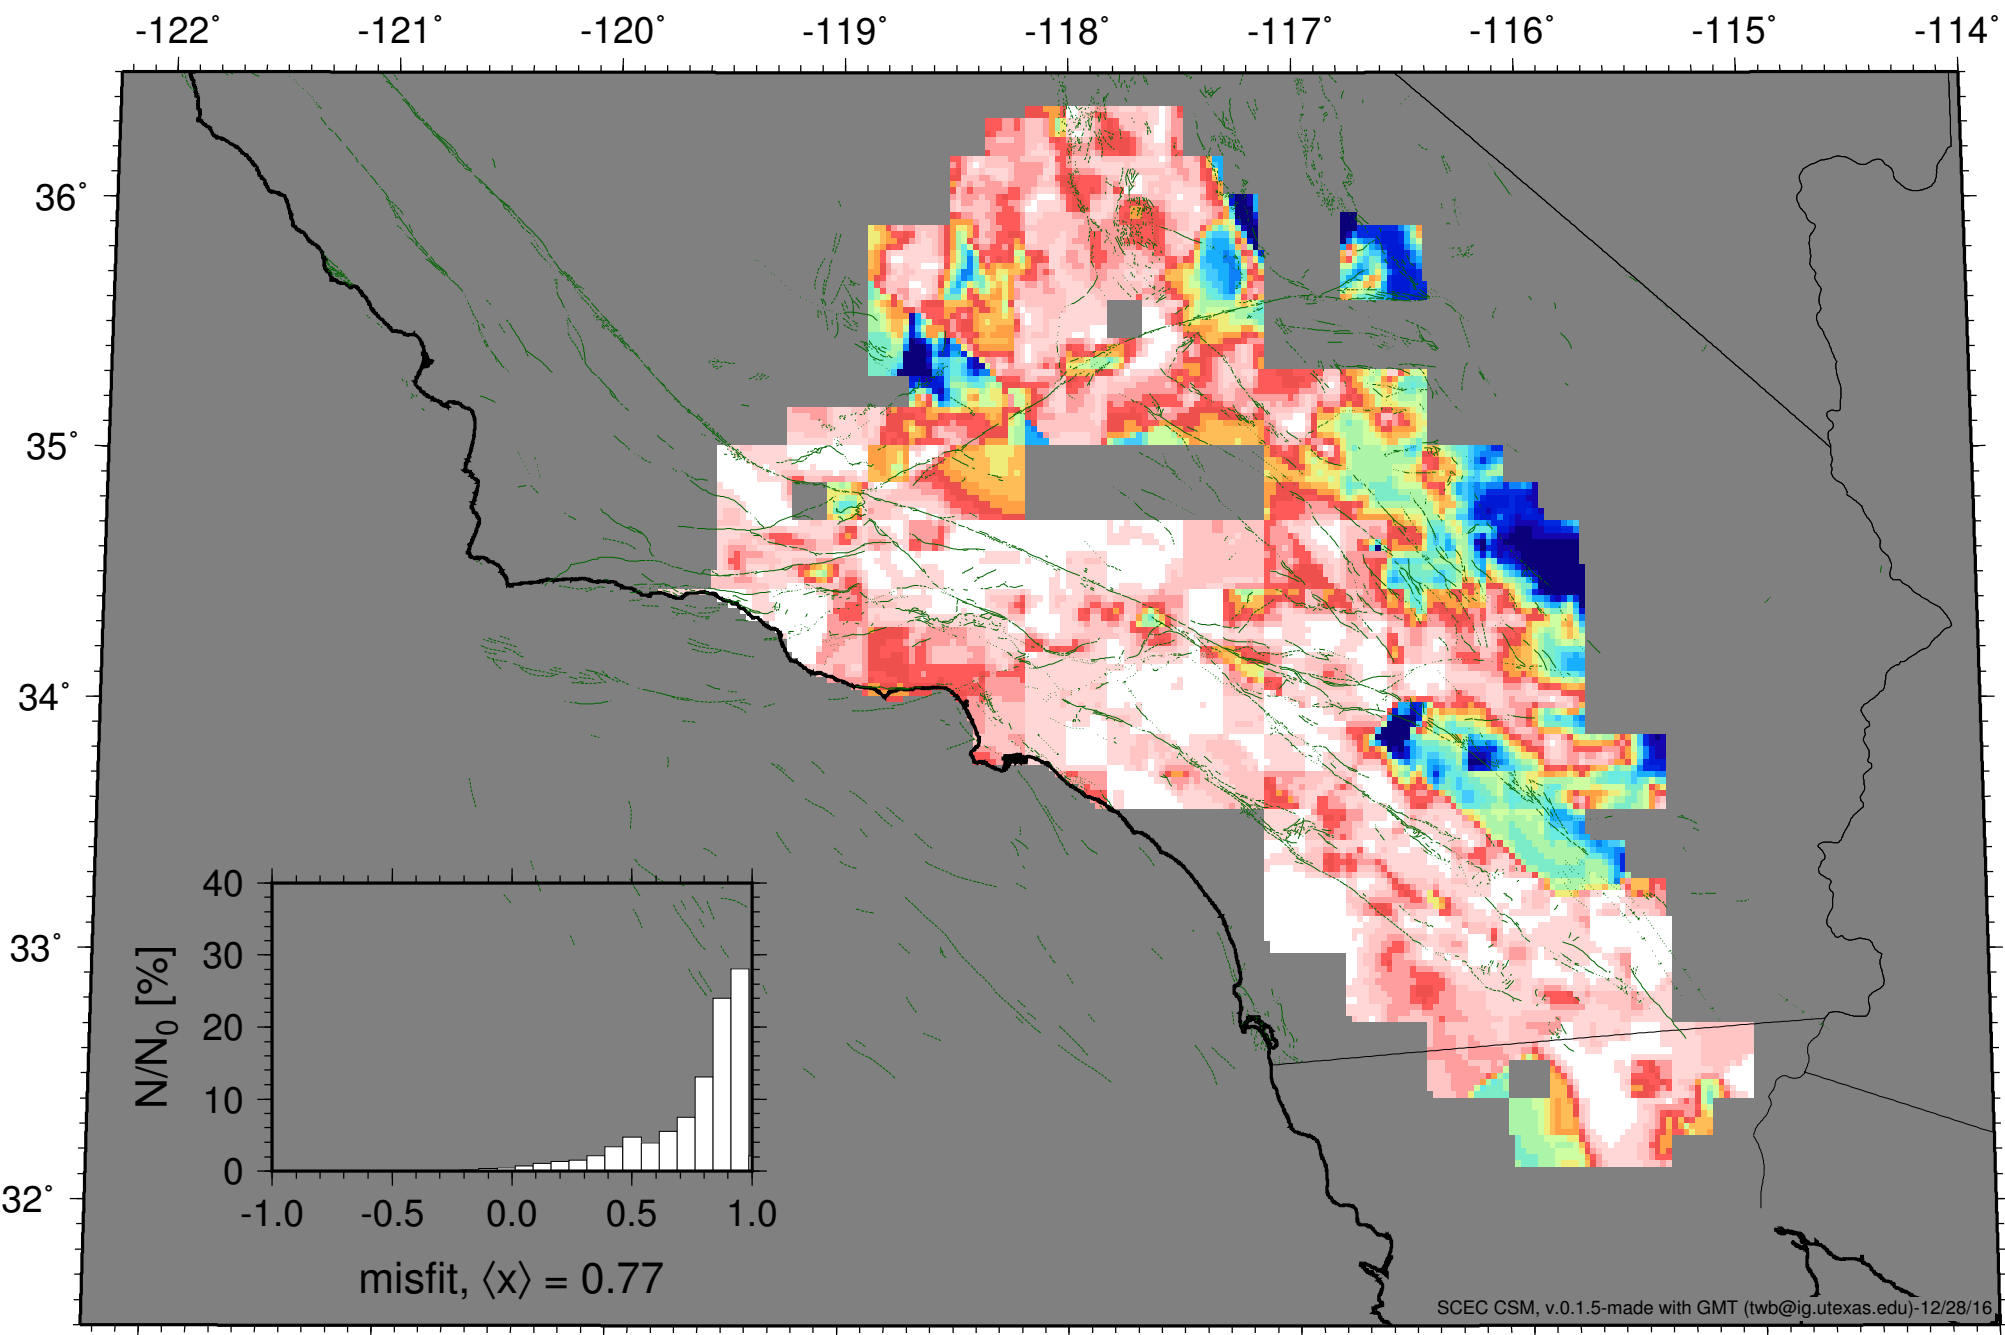 -122° -121° -120° -119° -118° -117° -116° -115° -114°
36°
35°
34°
33°
32°
40
30
20
10
0
N/N0 [%]
-1.0 -0.5 0.0 0.5 1.0
misfit, ⟨x⟩ = 0.77
SCEC CSM, v.0.1.5-made with GMT (twb@ig.utexas.edu)-12/28/16